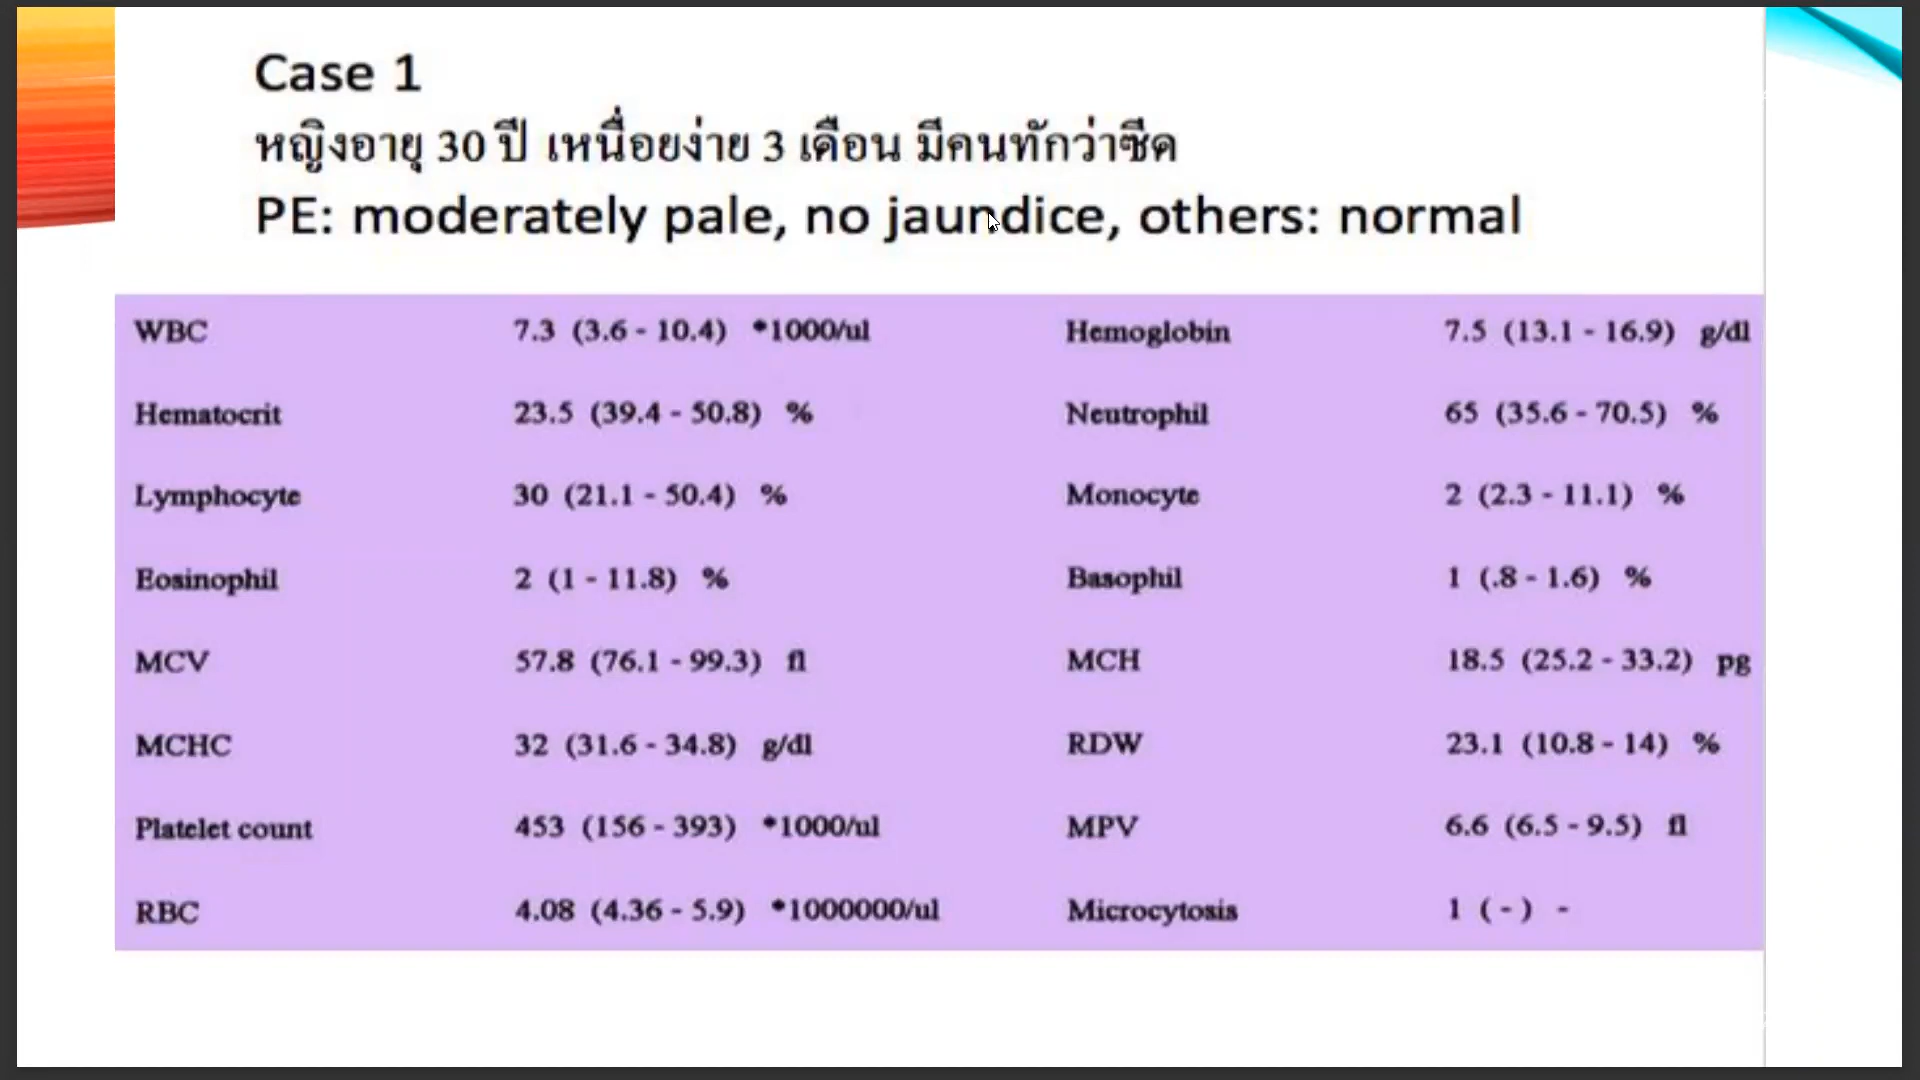 Case 1
หญิงอายุ 30 ปี เหนื่อยง่าย 3 เดือน มีคนทักว่าซีด
PE: moderately pale, no jaundice, others: normal
WBC 7.3 (3.6 - 10.4) *1000/ul Hemoglobin 7.5 (13.1 - 16.9) g/dl
Hematocrit 23.5 (39.4 - 50.8) % Neutrophil 65 (35.6 - 70.5) %
Lymphocyte 30 (21.1 - 50.4) % Monocyte 2 (2.3 - 11.1) %
Eosinophil 2 (1 - 11.8) % Basophil 1 (.8 - 1.6) %
MCV 57.8 (76.1 - 99.3) fl MCH 18.5 (25.2 - 33.2) pg
MCHC 32 (31.6 - 34.8) g/dl RDW 23.1 (10.8 - 14) %
Platelet count 453 (156 - 393) *1000/ul MPV 6.6 (6.5 - 9.5) fl
RBC 4.08 (4.36 - 5.9) *1000000/ul Microcytosis 1 ( - ) -